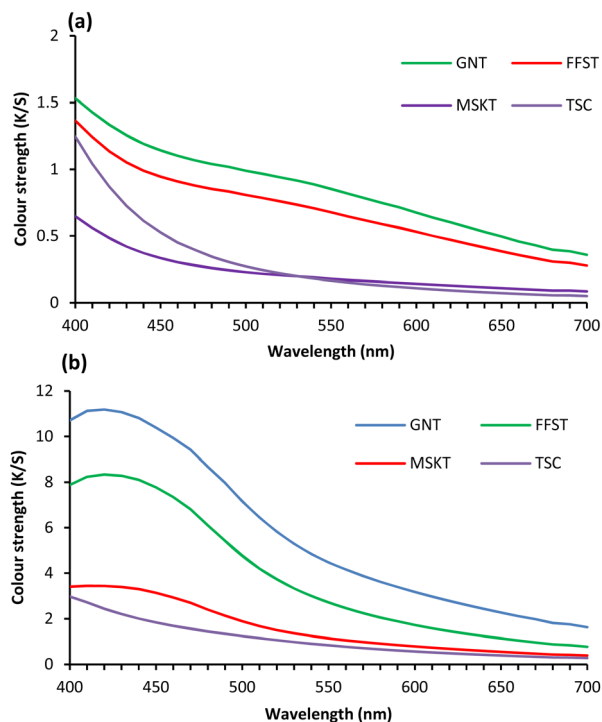 (a)
2
1.5
1
0.5
0
Colour strength (K/S)
GNT FFST
MSKT TSC
400 450 500 550 600 650 700
Wavelength (nm)
(b)
12
10
8
6
4
2
0
Colour strength (K/S)
GNT FFST
MSKT TSC
400 450 500 550 600 650 700
Wavelength (nm)